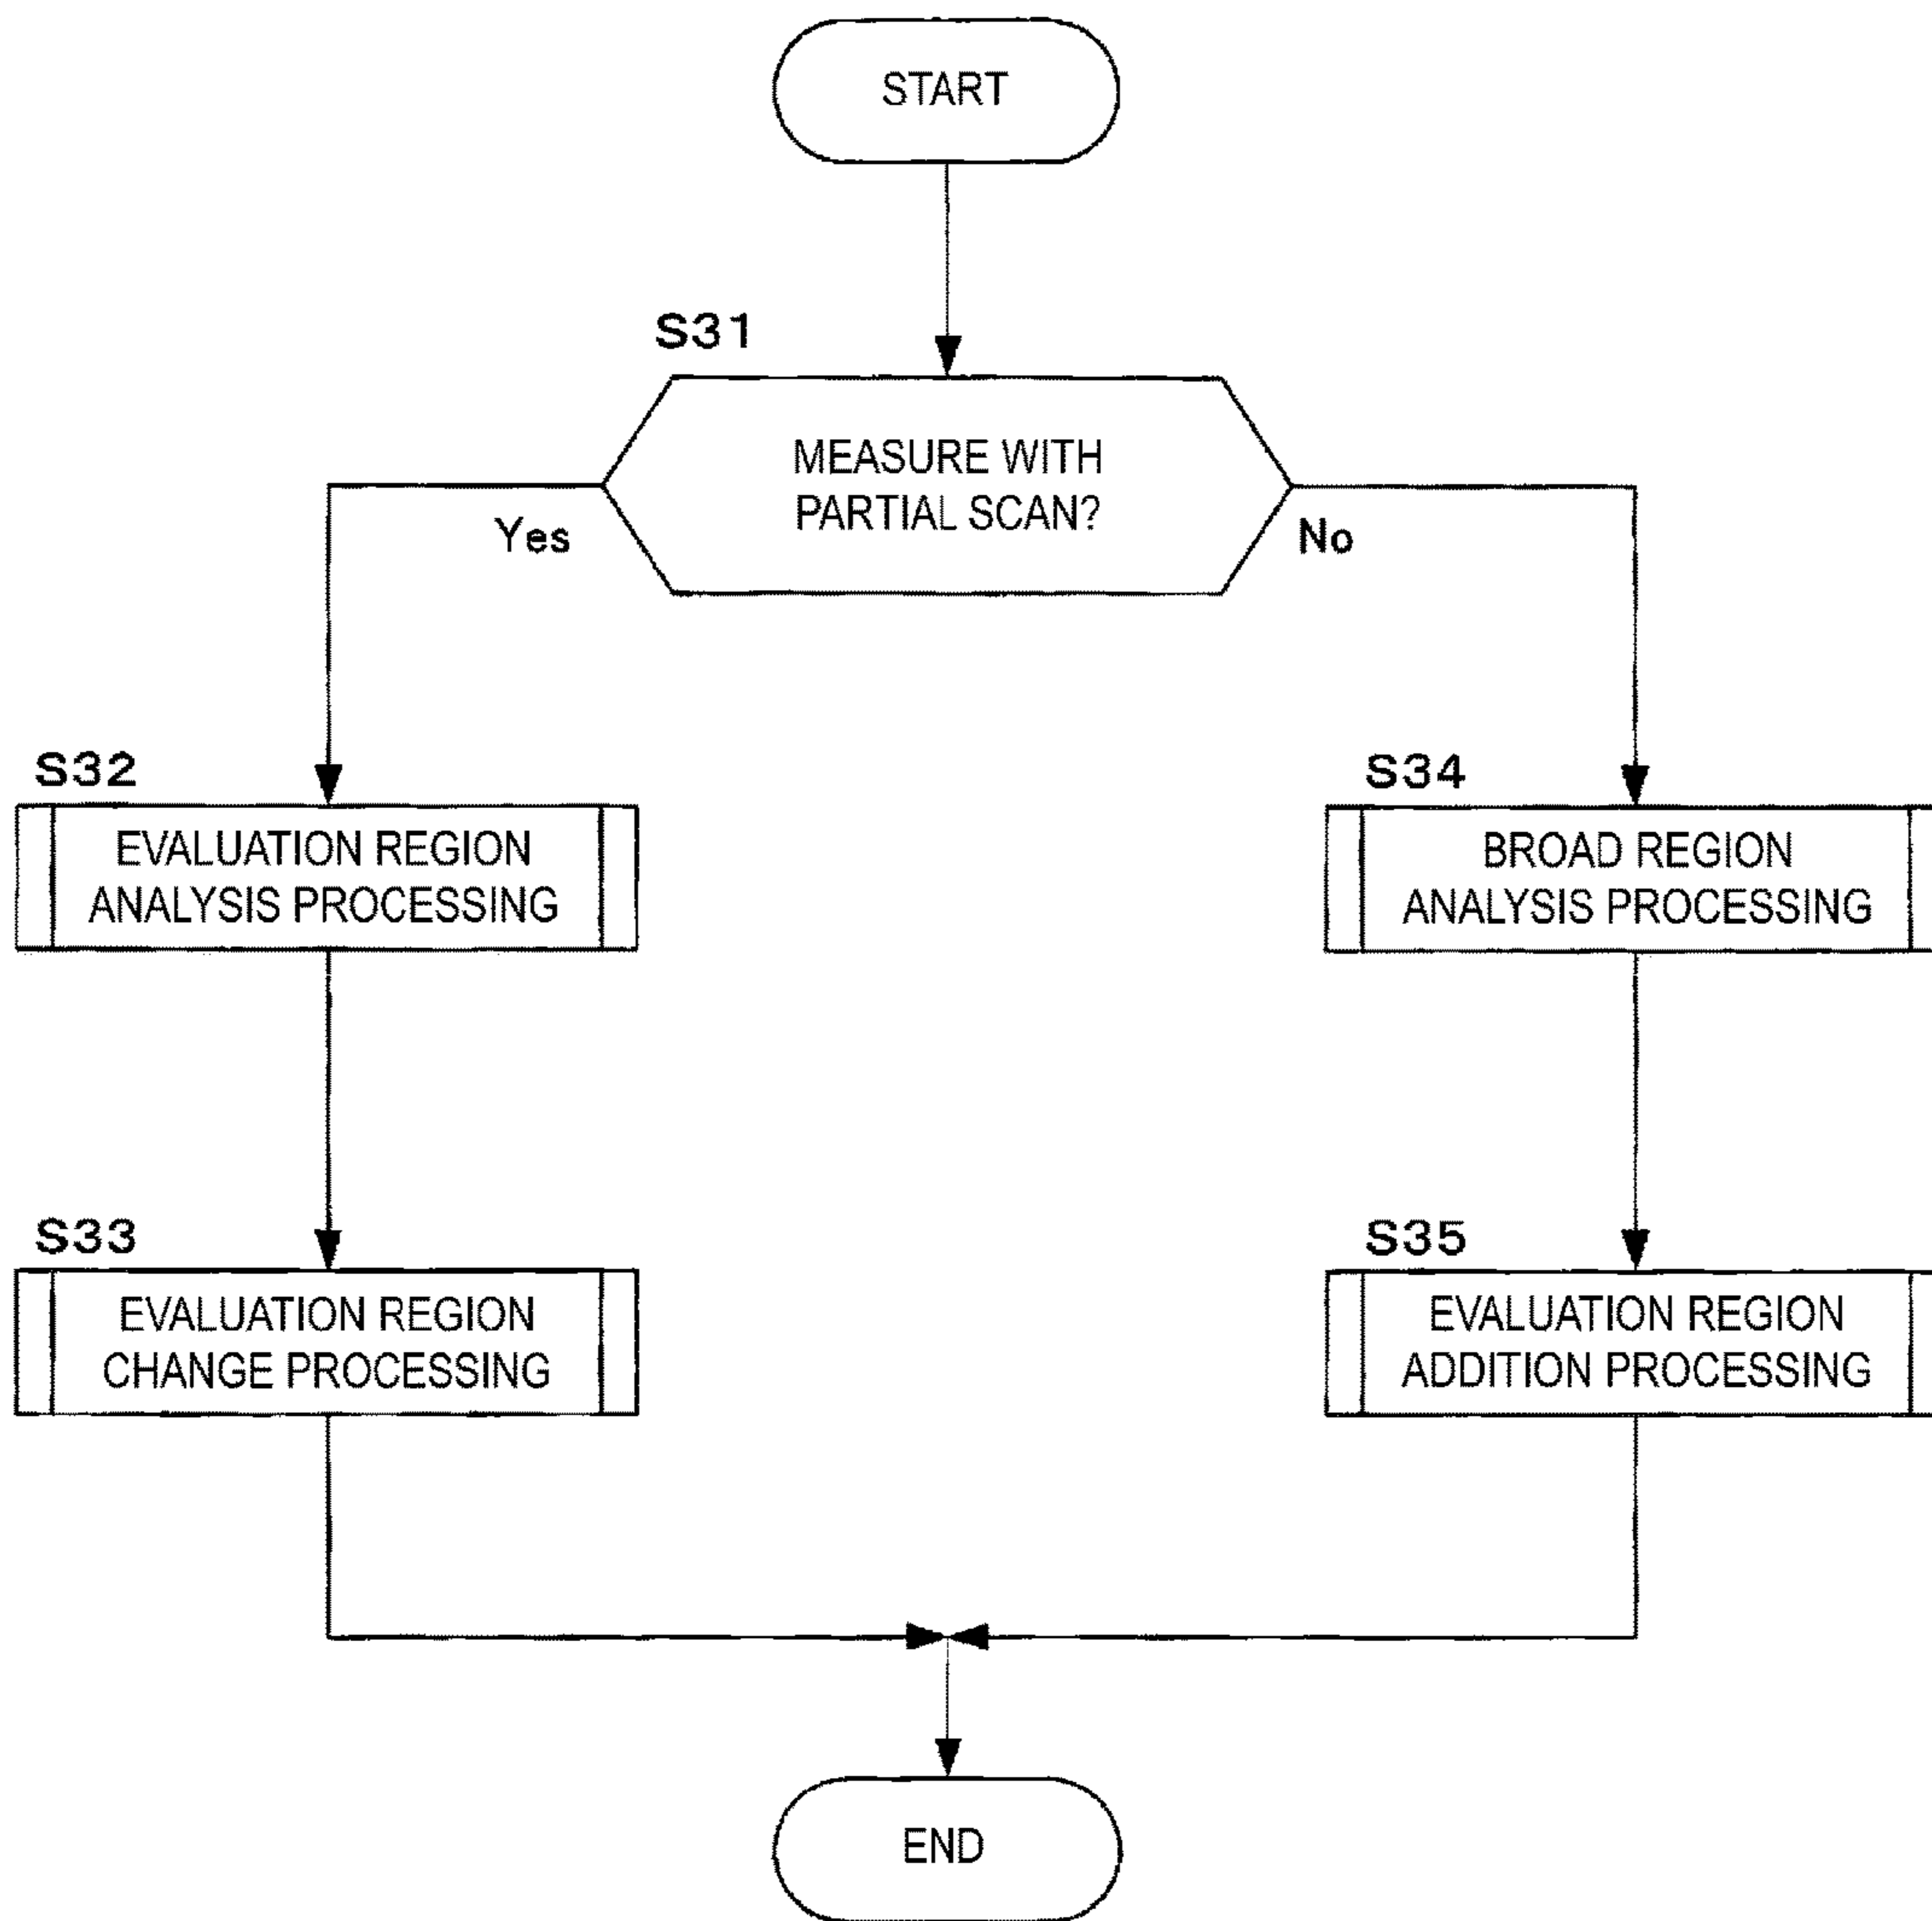 START
S31
MEASURE WITH
PARTIAL SCAN?
Yes
No
S32
EVALUATION REGION
ANALYSIS PROCESSING
S34
BROAD REGION
ANALYSIS PROCESSING
S33
EVALUATION REGION
CHANGE PROCESSING
S35
EVALUATION REGION
ADDITION PROCESSING
END